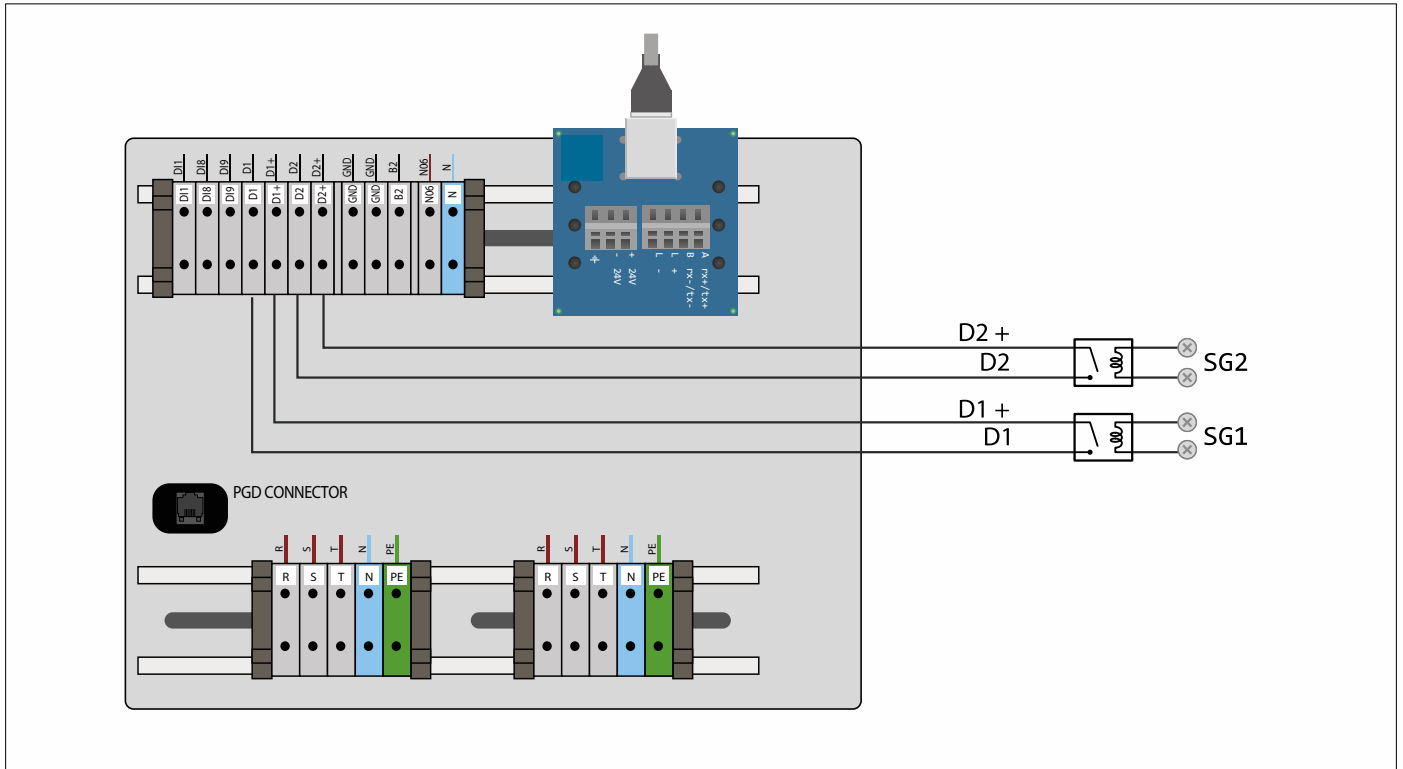 DI1 DI8 DI9 D1 D1+ D2 D2+ GND GND B2 N06 N
DI1 DI8 DI9 D1 D1+ D2 D2+ GND GND B2 N06 N
- 24V
+ 24V
L -
L +
B rx-/tx-
A rx+/tx+
D2 +
D2
SG2
D1 +
D1
SG1
PGD CONNECTOR
R S T N PE
R S T N PE
R S T N PE
R S T N PE